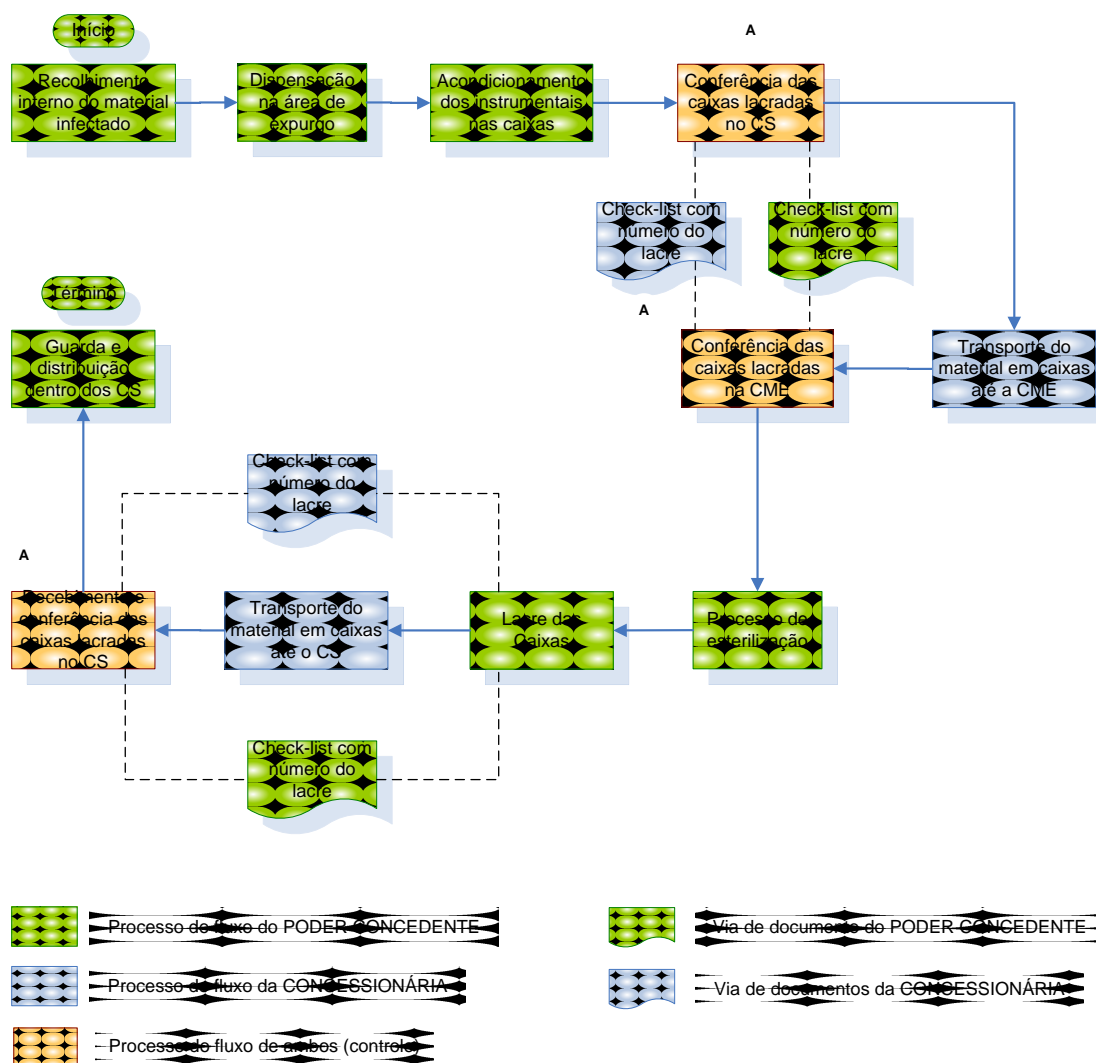 Início
A
Recolhimento
interno do material
infectado
Dispensação
na área de
expurgo
Acondicionamento
dos instrumentais
nas caixas
Conferência das
caixas lacradas
no CS
Check-list com
número do
lacre
Check-list com
número do
lacre
Término
A
Guarda e
distribuição
dentro dos CS
Conferência das
caixas lacradas
na CME
Transporte do
material em caixas
até a CME
Check-list com
número do
lacre
A
Recebimento e
conferência das
caixas lacradas
no CS
Transporte do
material em caixas
até o CS
Lacre das
Caixas
Processo de
esterilização
Check-list com
número do
lacre
Processo do fluxo do PODER CONCEDENTE
Via de documento do PODER CONCEDENTE
Processo do fluxo da CONCESSIONÁRIA
Via de documentos da CONCESSIONÁRIA
Processo do fluxo de ambos (controle)